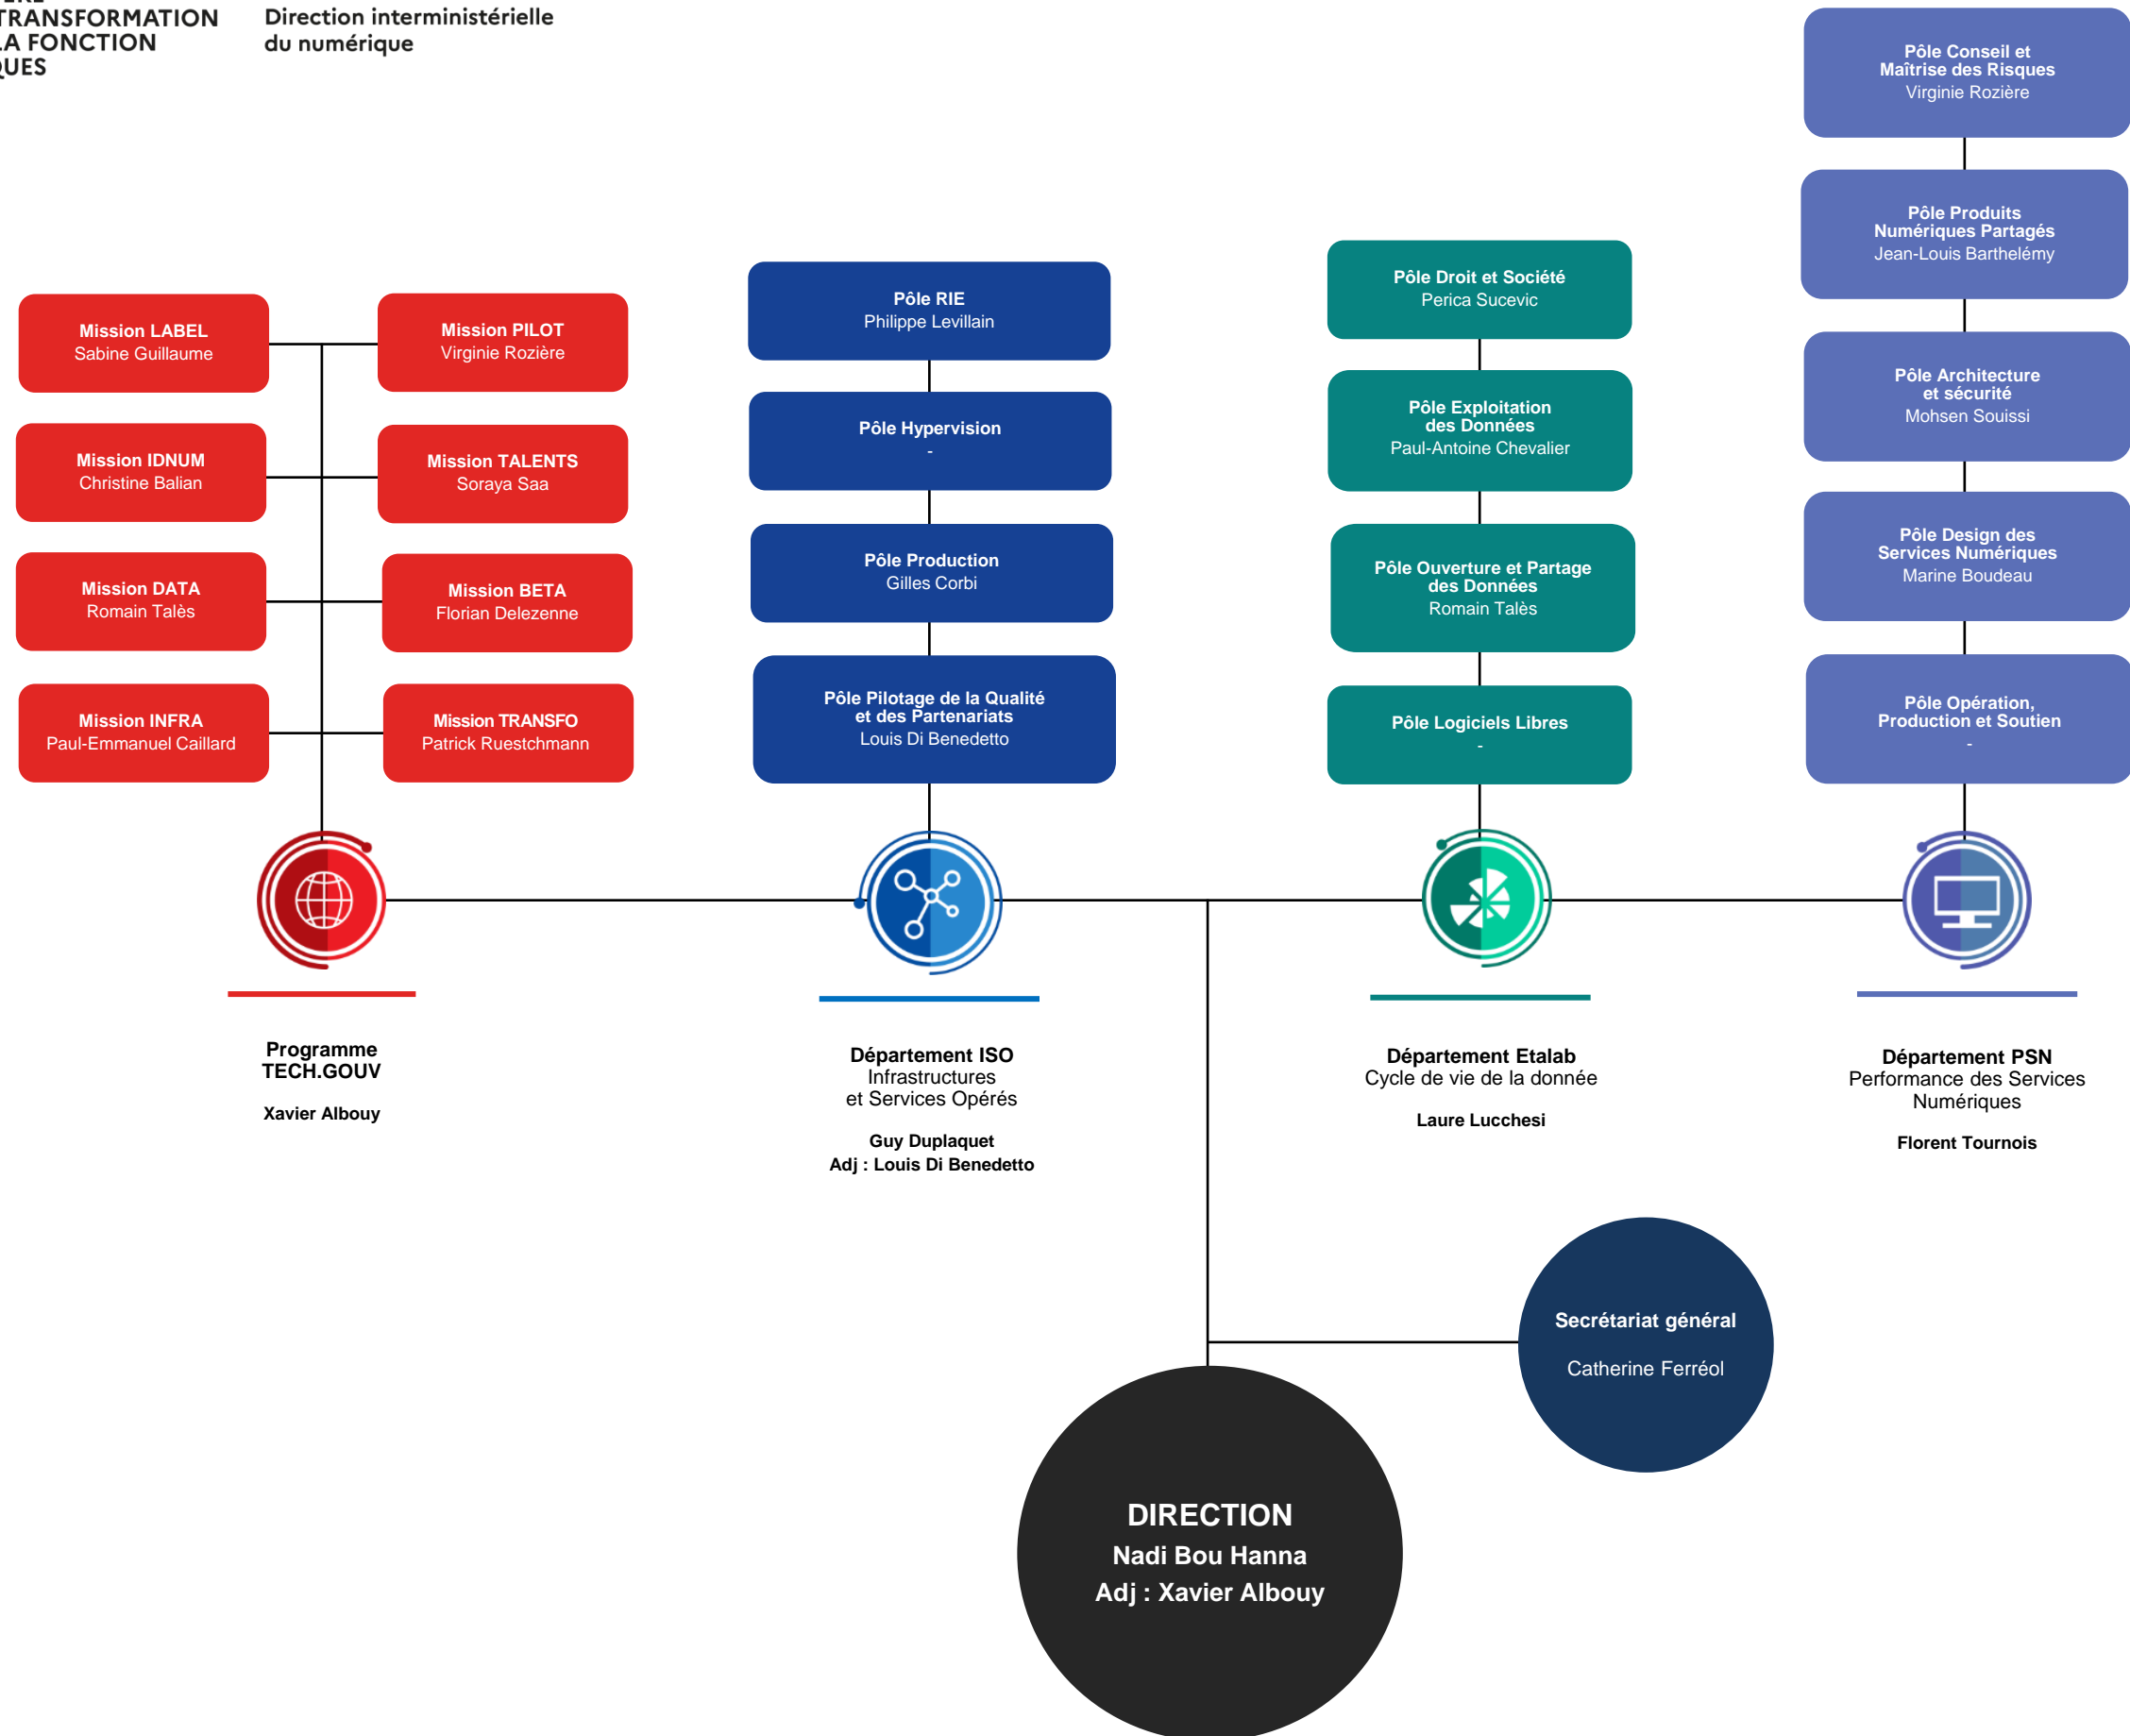 TRANSFORMATION
LA FONCTION
Direction interministérielle
du numérique
Pôle Conseil et
Maîtrise des Risques
Virginie Rozière
Pôle Produits
Numériques Partagés
Jean-Louis Barthelémy
Pôle Architecture
et sécurité
Mohsen Souissi
Pôle Design des
Services Numériques
Marine Boudeau
Pôle Opération,
Production et Soutien
-
Pôle Droit et Société
Perica Sucevic
Pôle Exploitation
des Données
Paul-Antoine Chevalier
Pôle Ouverture et Partage
des Données
Romain Talès
Pôle Logiciels Libres
-
Pôle RIE
Philippe Levillain
Pôle Hypervision
-
Pôle Production
Gilles Corbi
Pôle Pilotage de la Qualité
et des Partenariats
Louis Di Benedetto
Mission LABEL
Sabine Guillaume
Mission PILOT
Virginie Rozière
Mission IDNUM
Christine Balian
Mission TALENTS
Soraya Saa
Mission DATA
Romain Talès
Mission BETA
Florian Delezenne
Mission INFRA
Paul-Emmanuel Caillard
Mission TRANSFO
Patrick Ruestchmann
Programme
TECH.GOUV
Xavier Albouy
Département ISO
Infrastructures
et Services Opérés
Guy Duplaquet
Adj : Louis Di Benedetto
Département Etalab
Cycle de vie de la donnée
Laure Lucchesi
Département PSN
Performance des Services
Numériques
Florent Tournois
Secrétariat général
Catherine Ferréol
DIRECTION
Nadi Bou Hanna
Adj : Xavier Albouy